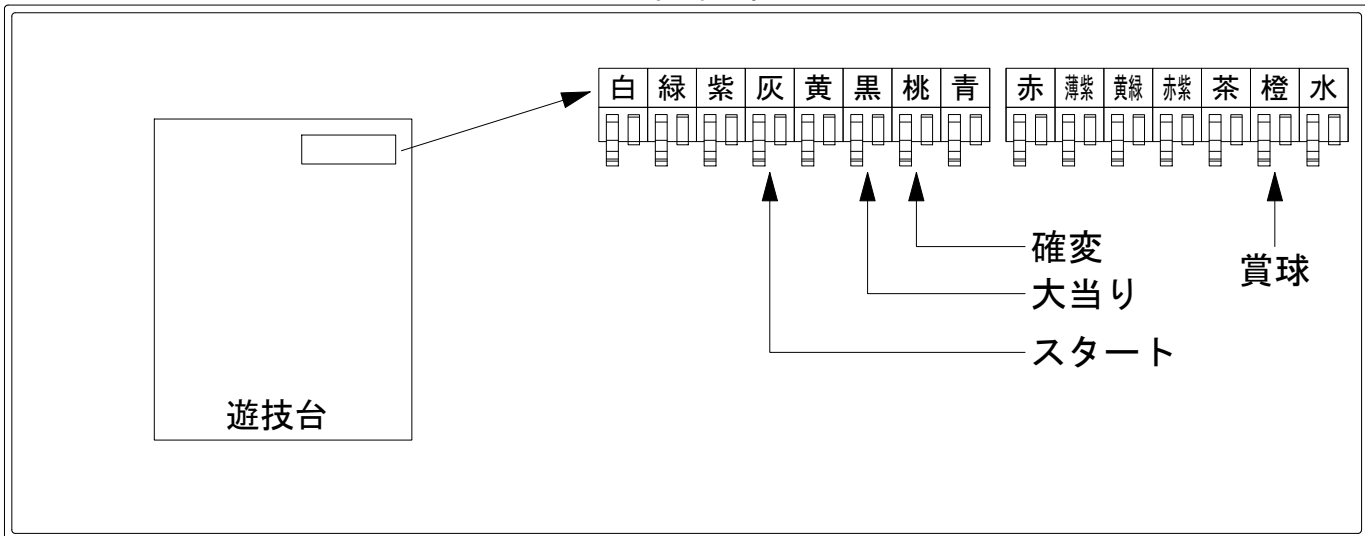 白 緑 紫 灰 黄 黒 桃 青 赤 薄紫 黄緑 赤紫 茶 橙 水
確変
賞球
大当り
スタート
遊技台